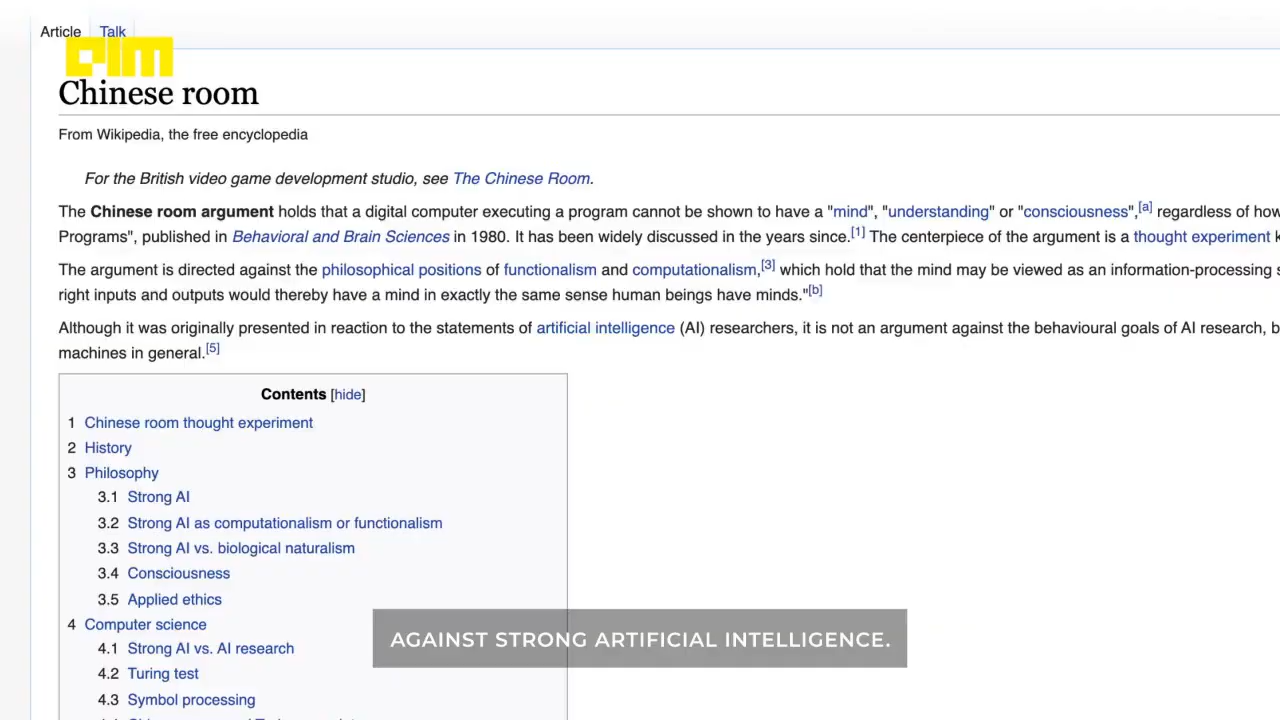 Article Talk
aim
Chinese room
From Wikipedia, the free encyclopedia
For the British video game development studio, see The Chinese Room.
The Chinese room argument holds that a digital computer executing a program cannot be shown to have a "mind", "understanding" or "consciousness",[a] regardless of how
Programs", published in Behavioral and Brain Sciences in 1980. It has been widely discussed in the years since.[1] The centerpiece of the argument is a thought experiment k
The argument is directed against the philosophical positions of functionalism and computationalism,[3] which hold that the mind may be viewed as an information-processing s
right inputs and outputs would thereby have a mind in exactly the same sense human beings have minds."[b]
Although it was originally presented in reaction to the statements of artificial intelligence (AI) researchers, it is not an argument against the behavioural goals of AI research, b
machines in general.[5]
Contents [hide]
1 Chinese room thought experiment
2 History
3 Philosophy
3.1 Strong AI
3.2 Strong AI as computationalism or functionalism
3.3 Strong AI vs. biological naturalism
3.4 Consciousness
3.5 Applied ethics
4 Computer science
4.1 Strong AI vs. AI research
4.2 Turing test
4.3 Symbol processing
AGAINST STRONG ARTIFICIAL INTELLIGENCE.